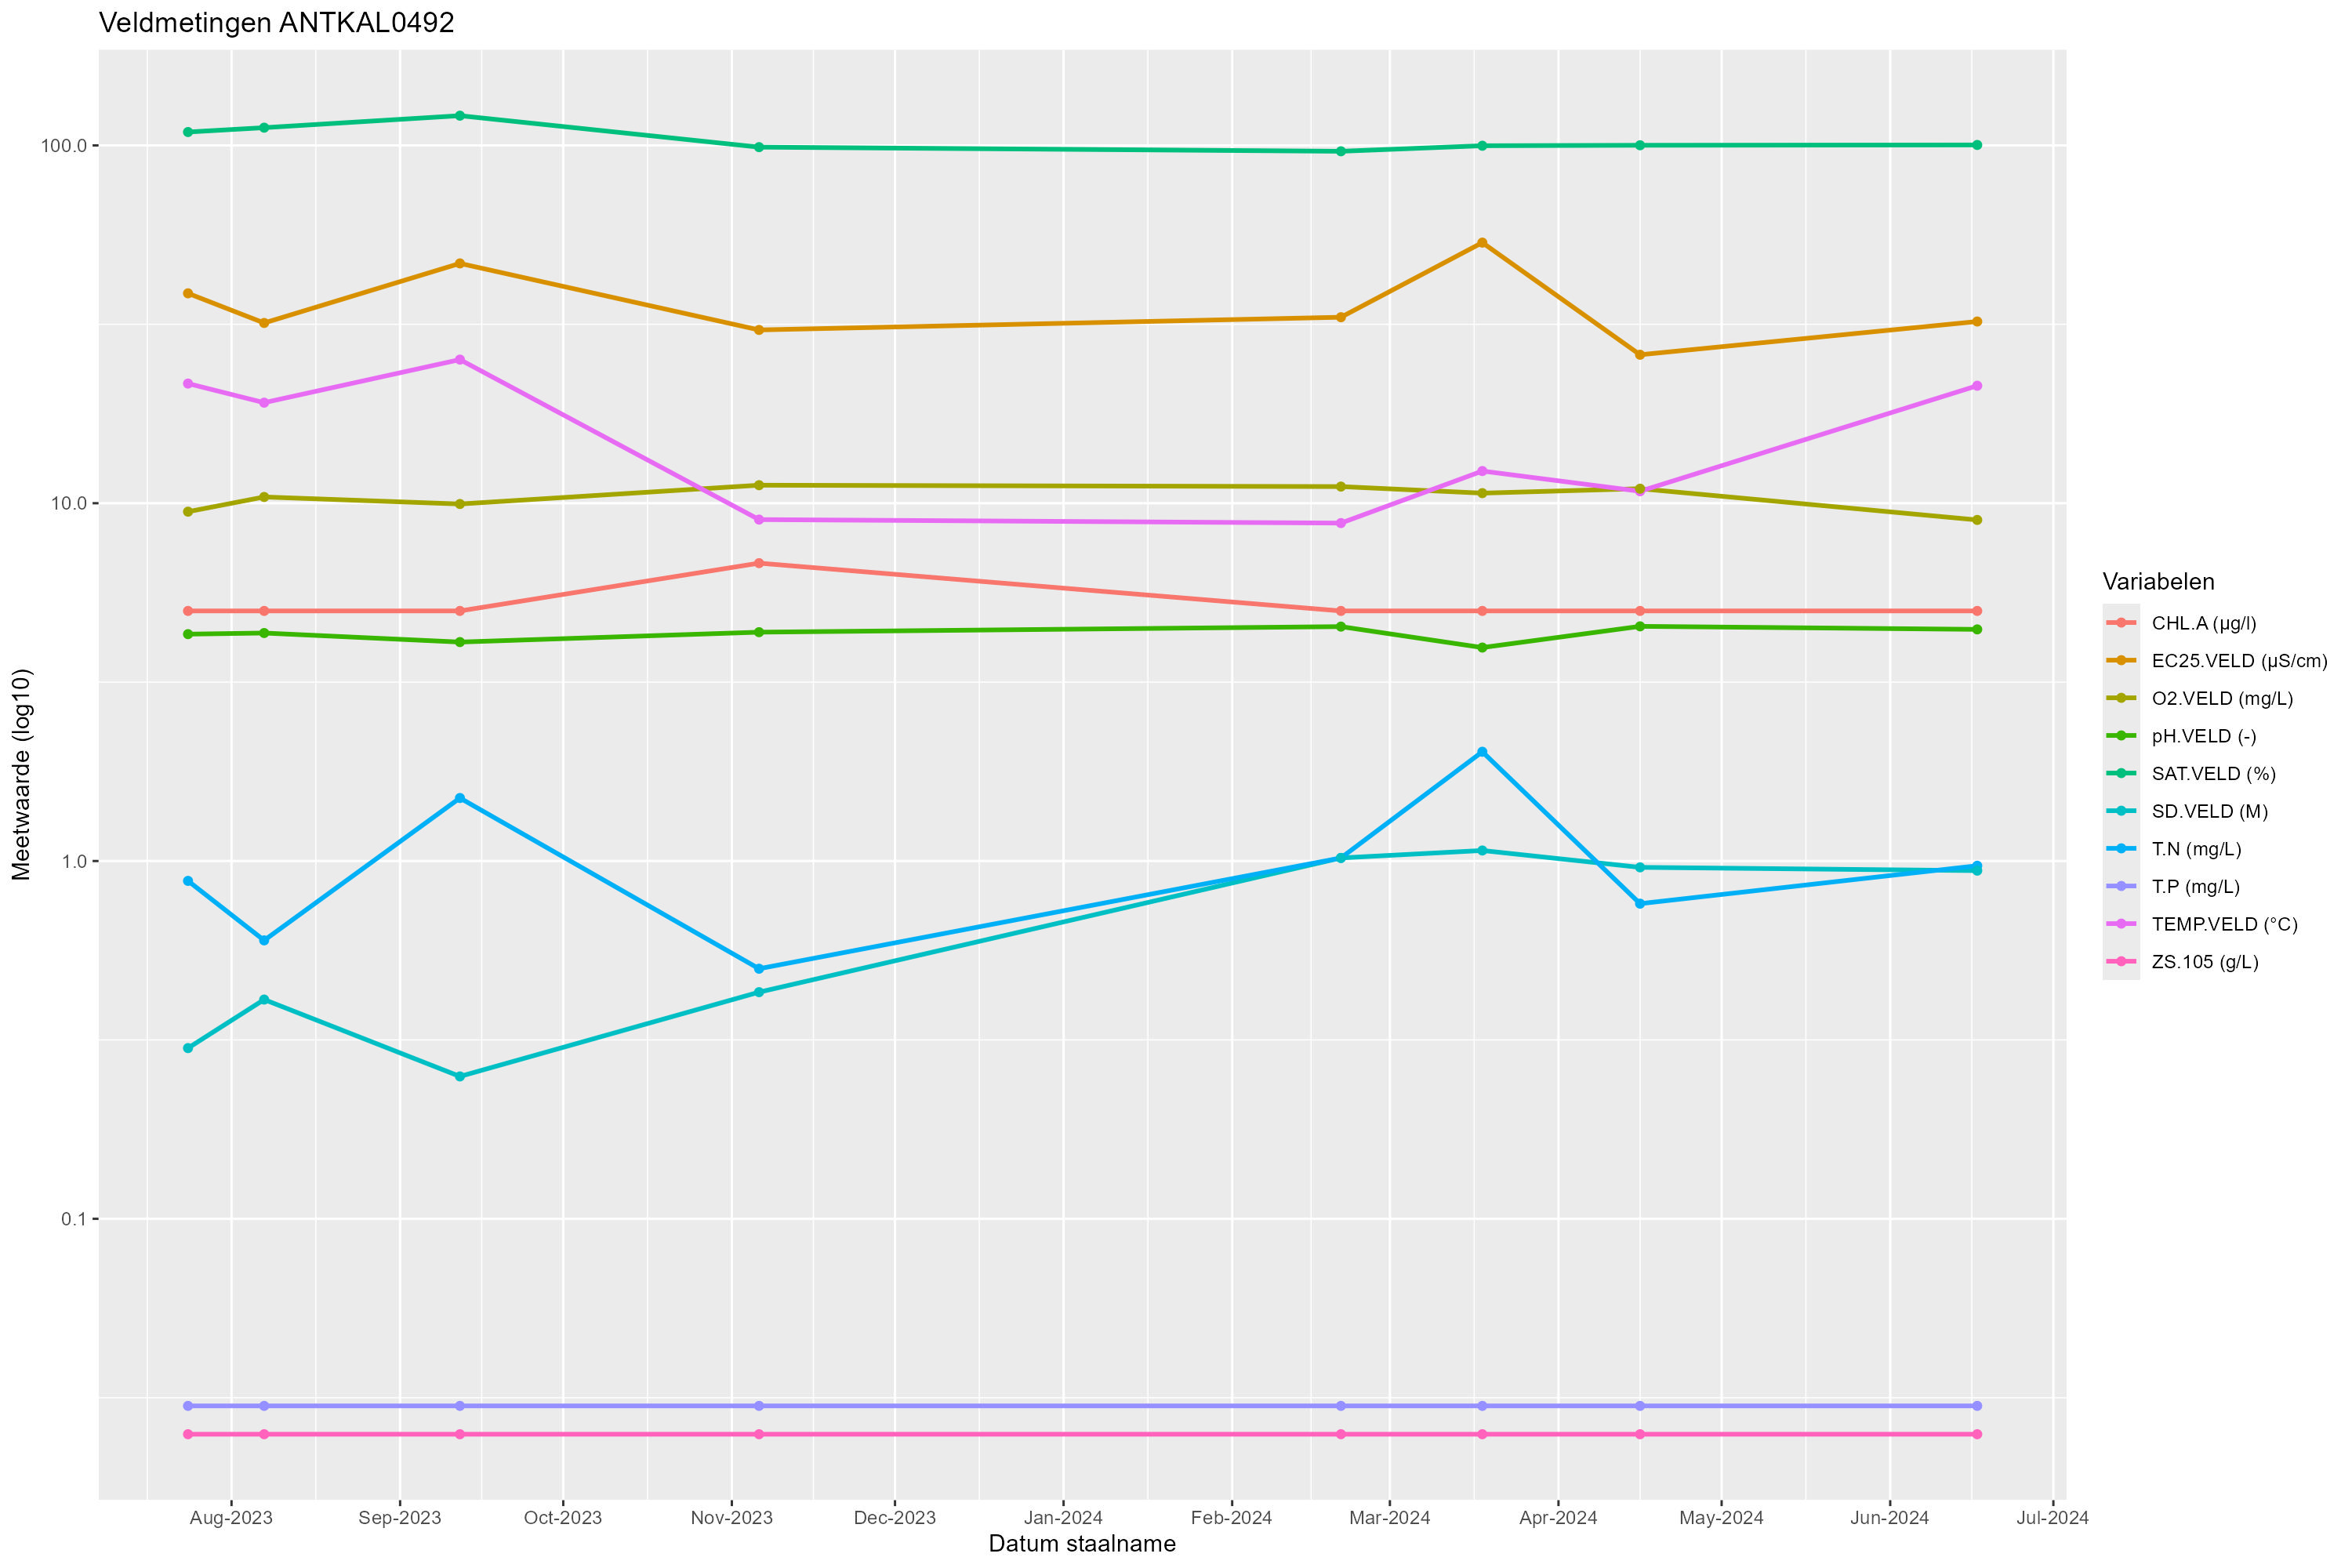 Veldmetingen ANTKAL0492
Meetwaarde (log10)
100.0
10.0
1.0
0.1
Aug-2023
Sep-2023
Oct-2023
Nov-2023
Dec-2023
Jan-2024
Feb-2024
Mar-2024
Apr-2024
May-2024
Jun-2024
Jul-2024
Datum staalname
Variabelen
CHL.A (µg/l)
EC25.VELD (µS/cm)
O2.VELD (mg/L)
pH.VELD (-)
SAT.VELD (%)
SD.VELD (M)
T.N (mg/L)
T.P (mg/L)
TEMP.VELD (°C)
ZS.105 (g/L)